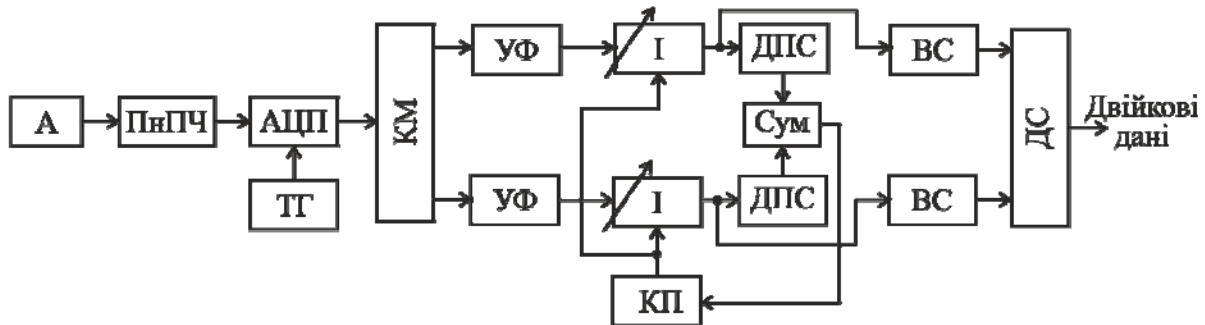 А
ПнПЧ
АЦП
ТГ
КМ
УФ
І
ДПС
ВС
Сум
УФ
І
ДПС
ВС
КП
ДС
Двійкові
дані